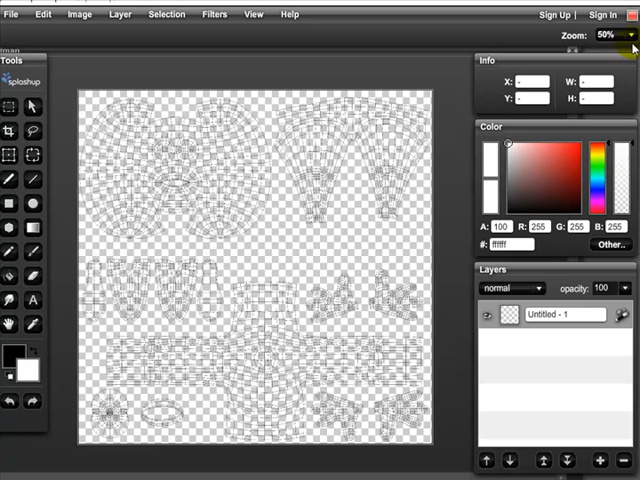 File Edit Image Layer Selection Filters View Help Sign Up | Sign In
Zoom: 50%
Tools
splashup
A
Info
X: - W: -
Y: - H: -
Color
A: 100 R: 255 G: 255 B: 255
#: ffffff Other..
Layers
normal opacity: 100
Untitled - 1